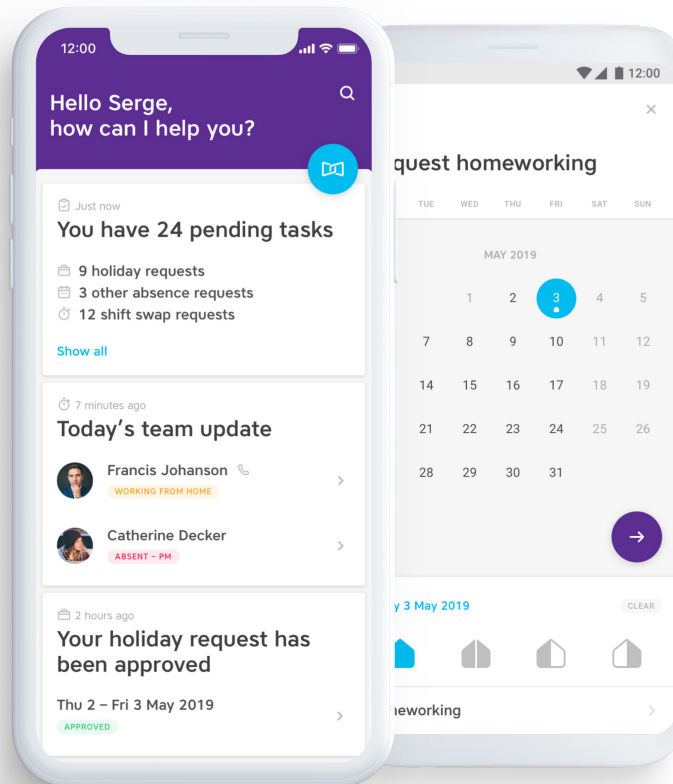 12:00
Hello Serge,
how can I help you?
Just now
You have 24 pending tasks
9 holiday requests
3 other absence requests
12 shift swap requests
Show all
7 minutes ago
Today's team update
Francis Johanson
WORKING FROM HOME
Catherine Decker
ABSENT – PM
2 hours ago
Your holiday request has
been approved
Thu 2 – Fri 3 May 2019
APPROVED
12:00
quest homeworking
TUE WED THU FRI SAT SUN
MAY 2019
1 2 3 4 5
7 8 9 10 11 12
14 15 16 17 18 19
21 22 23 24 25 26
28 29 30 31
y 3 May 2019
CLEAR
neworking